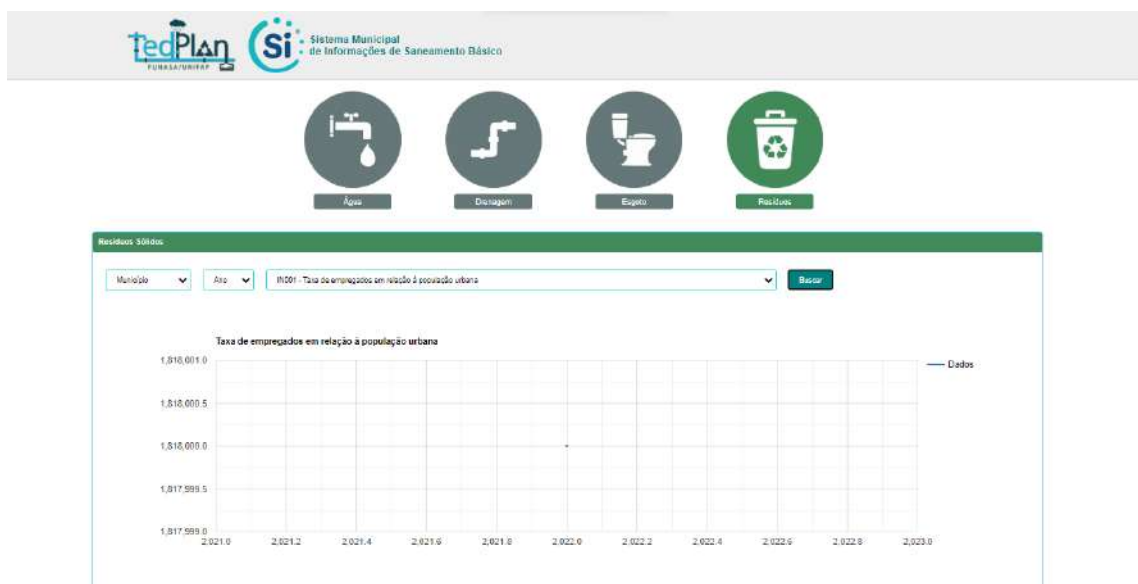 TedPlan
FUNASA/UNIFAP
Si
Sistema Municipal
de Informações de Saneamento Básico
Água
Drenagem
Esgoto
Resíduos
Resíduos Sólidos
Município
Ano
IN001 - Taxa de empregados em relação à população urbana
Buscar
Taxa de empregados em relação à população urbana
1,818,001.0
1,818,000.5
1,818,000.0
1,817,999.5
1,817,999.0
Dados
2,021.0 2,021.2 2,021.4 2,021.6 2,021.8 2,022.0 2,022.2 2,022.4 2,022.6 2,022.8 2,023.0